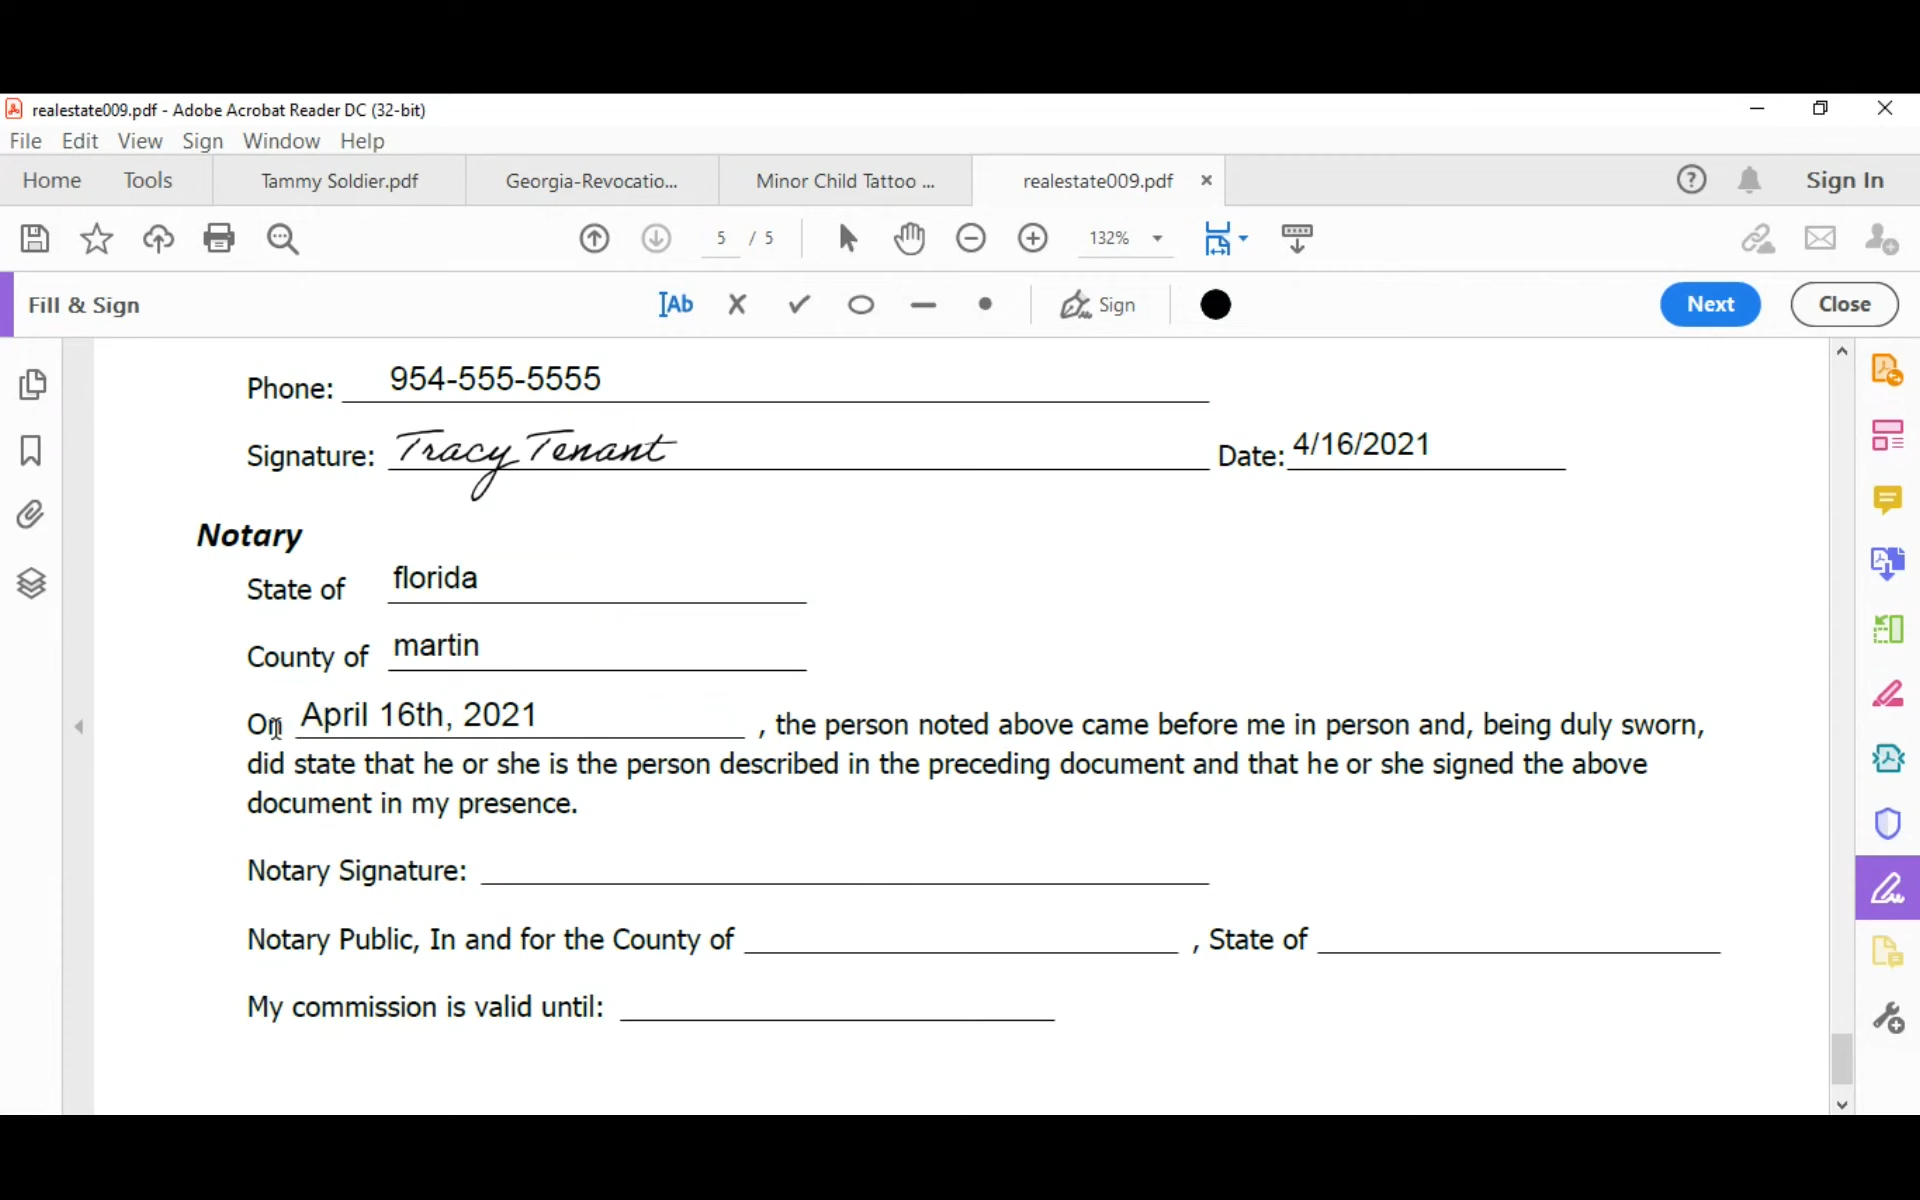 realestate009.pdf - Adobe Acrobat Reader DC (32-bit)
File Edit View Sign Window Help
Home Tools Tammy Soldier.pdf Georgia-Revocatio... Minor Child Tattoo ... realestate009.pdf × ? Sign In
5 / 5 132%
Fill & Sign Ab Sign Next Close
Phone: 954-555-5555
Signature: Tracy Tenant Date: 4/16/2021
Notary
State of florida
County of martin
On April 16th, 2021 , the person noted above came before me in person and, being duly sworn,
did state that he or she is the person described in the preceding document and that he or she signed the above
document in my presence.
Notary Signature:
Notary Public, In and for the County of , State of
My commission is valid until: